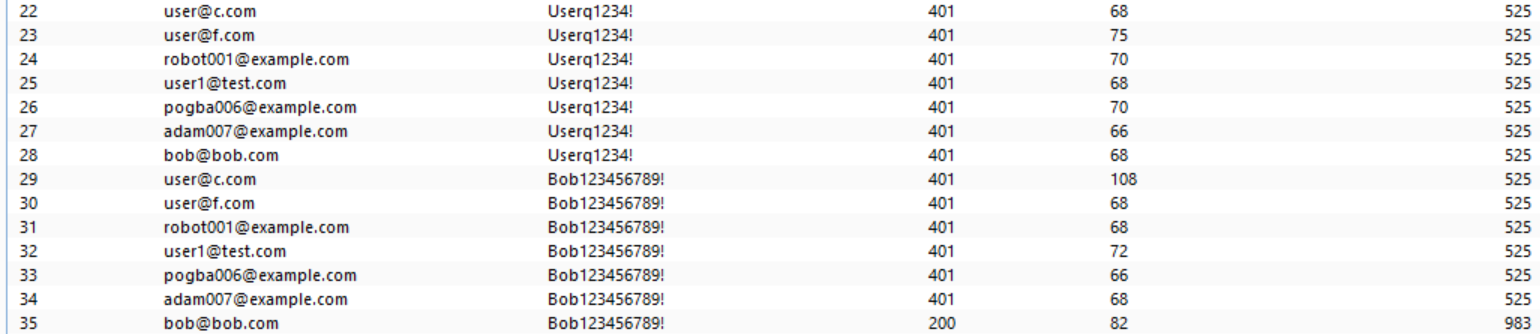 22 user@c.com Userq1234! 401 68 525
23 user@f.com Userq1234! 401 75 525
24 robot001@example.com Userq1234! 401 70 525
25 user1@test.com Userq1234! 401 68 525
26 pogba006@example.com Userq1234! 401 70 525
27 adam007@example.com Userq1234! 401 66 525
28 bob@bob.com Userq1234! 401 68 525
29 user@c.com Bob123456789! 401 108 525
30 user@f.com Bob123456789! 401 68 525
31 robot001@example.com Bob123456789! 401 68 525
32 user1@test.com Bob123456789! 401 72 525
33 pogba006@example.com Bob123456789! 401 66 525
34 adam007@example.com Bob123456789! 401 68 525
35 bob@bob.com Bob123456789! 200 82 983